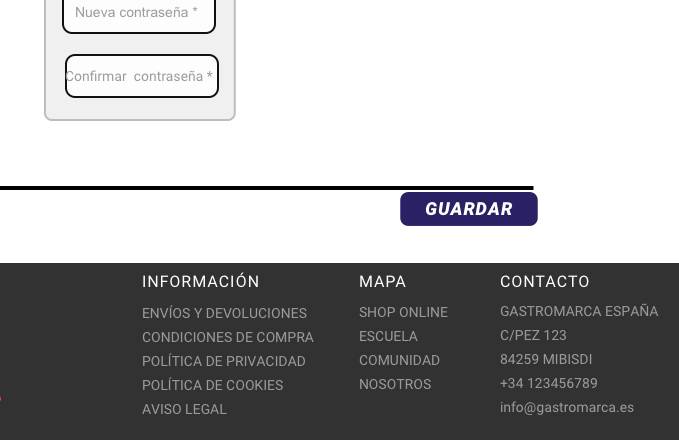 Nueva contraseña *
Confirmar contraseña *
GUARDAR
INFORMACIÓN
ENVÍOS Y DEVOLUCIONES
CONDICIONES DE COMPRA
POLÍTICA DE PRIVACIDAD
POLÍTICA DE COOKIES
AVISO LEGAL
MAPA
SHOP ONLINE
ESCUELA
COMUNIDAD
NOSOTROS
CONTACTO
GASTROMARCA ESPAÑA
C/PEZ 123
84259 MIBISDI
+34 123456789
info@gastromarca.es